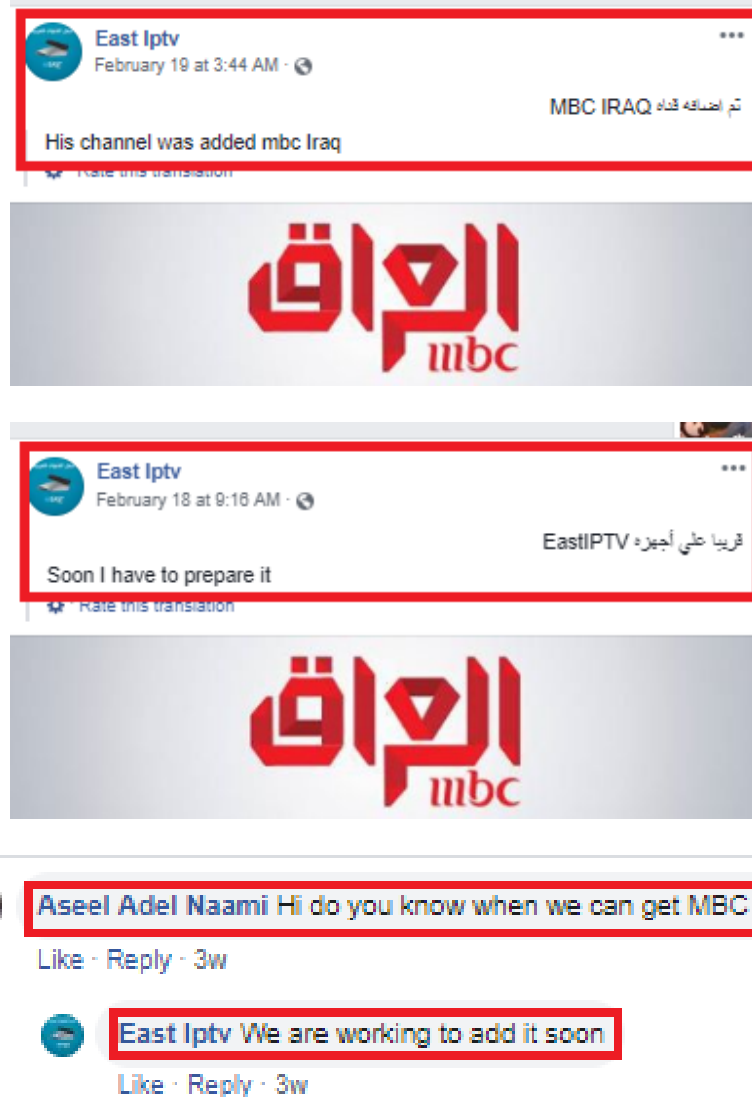 East Iptv
...
February 19 at 3:44 AM ·
تم اضافه قناه MBC IRAQ
His channel was added mbc Iraq
Rate this translation
العراق
mbc
East Iptv
...
February 18 at 9:16 AM ·
قريبا علي أجهزه EastIPTV
Soon I have to prepare it
Rate this translation
العراق
mbc
Aseel Adel Naami Hi do you know when we can get MBC
Like · Reply · 3w
East Iptv We are working to add it soon
Like · Reply · 3w